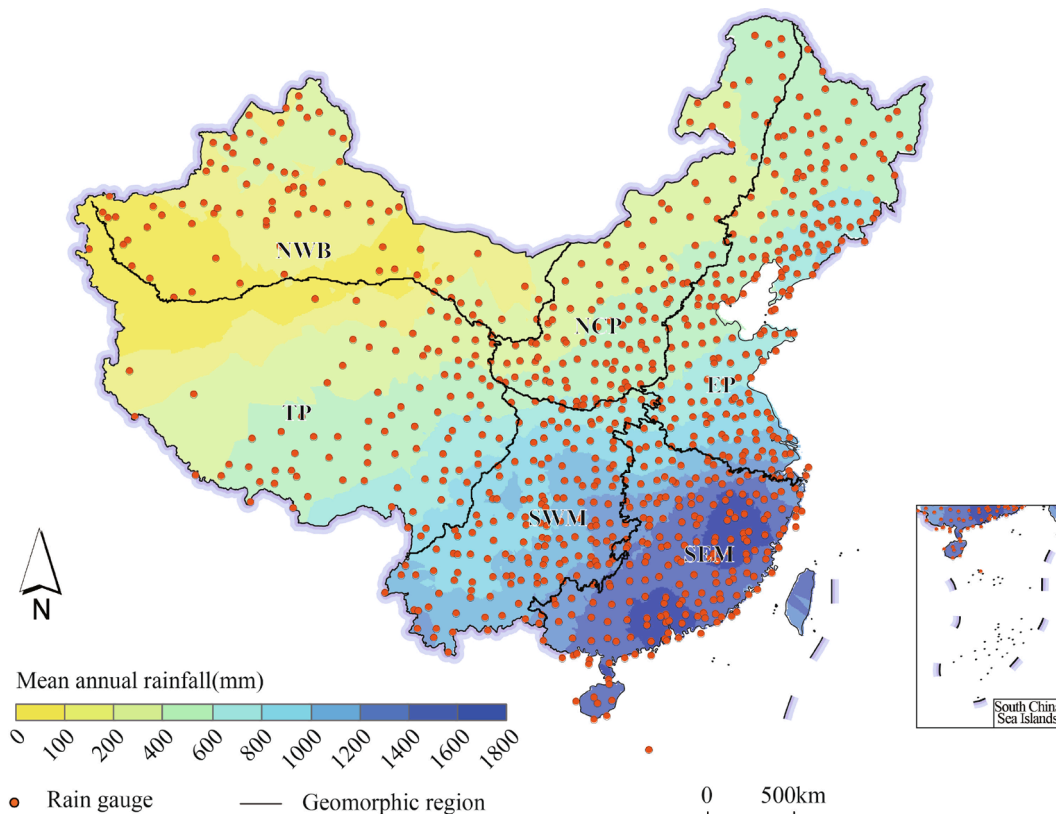 NWB
NCP
EP
TP
SWM
SEM
N
South China
Sea Islands
Mean annual rainfall(mm)
0 100 200 400 600 800 1000 1200 1400 1600 1800
Rain gauge
Geomorphic region
0 500km